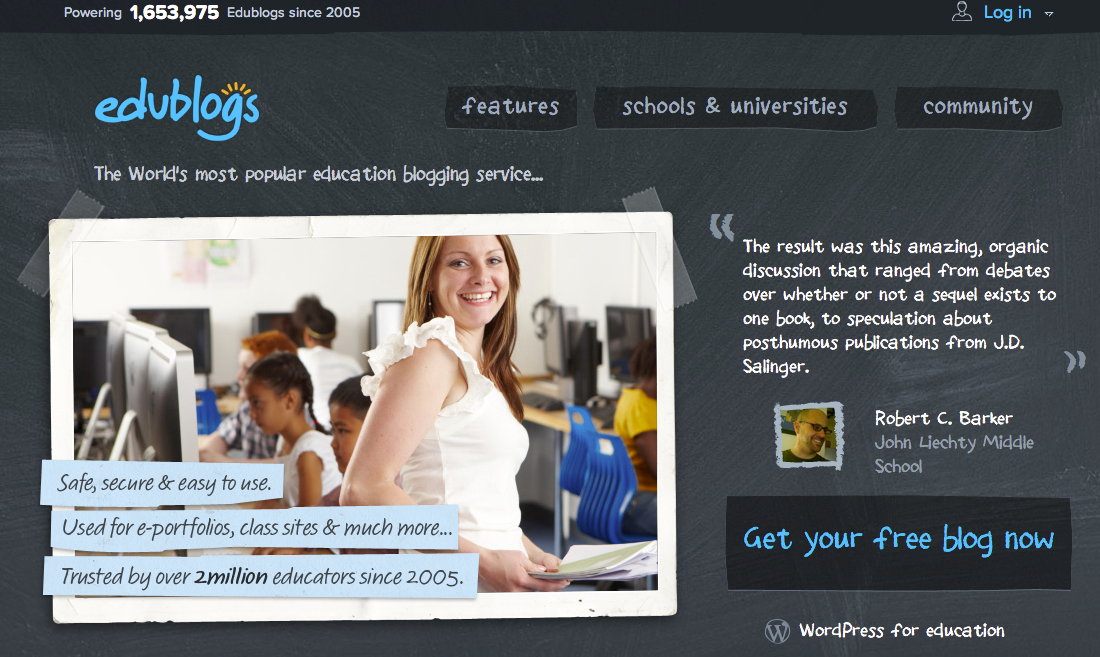 Powering 1,653,975 Edublogs since 2005
Log in
edublogs
features
schools & universities
community
The World's most popular education blogging service...
The result was this amazing, organic
discussion that ranged from debates
over whether or not a sequel exists to
one book, to speculation about
posthumous publications from J.D.
Salinger.
Robert C. Barker
John Liechty Middle
School
Safe, secure & easy to use.
Used for e-portfolios, class sites & much more...
Trusted by over 2million educators since 2005.
Get your free blog now
WordPress for education